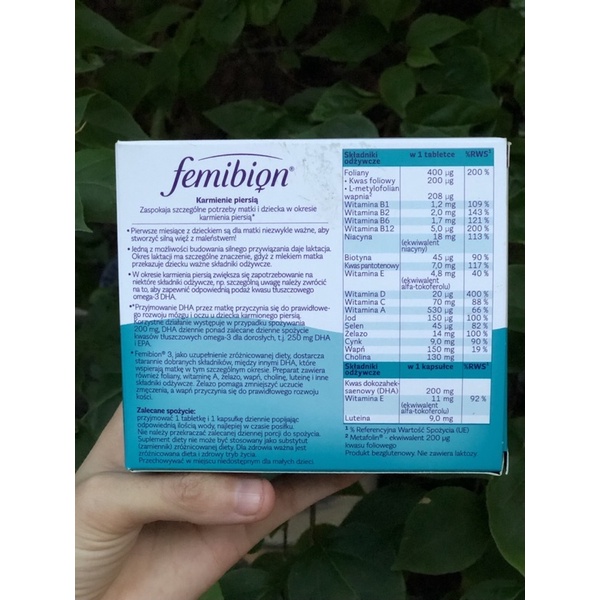 femibion®
Karmienie piersią
Zaspokaja szczególne potrzeby matki i dziecka w okresie
karmienia piersią*
• Pierwsze miesiące z dzieckiem są dla matki niezwykle ważne, aby
stworzyć silną więź z maleństwem!
• Jedną z możliwości budowania silnego przywiązania daje laktacja.
Okres laktacji ma szczególne znaczenie, gdyż z mlekiem matka
przekazuje dziecku ważne składniki odżywcze.
• W okresie karmienia piersią zwiększa się zapotrzebowanie na
niektóre składniki odżywcze, np. szczególną uwagę należy zwrócić
na to, aby zapewnić odpowiednią podaż kwasu tłuszczowego
omega-3 DHA.
•*Przyjmowanie DHA przez matkę przyczynia się do prawidłowe-
go rozwoju mózgu i oczu u dziecka karmionego piersią.
Korzystne działanie występuje w przypadku spożywania
200 mg. DHA dziennie ponad zalecane dzienne spożycie
kwasów tłuszczowych omega-3 dla dorosłych, tj. 250 mg DHA
i EPA.
• Femibion® 3, jako uzupełnienie zróżnicowanej diety, dostarcza
starannie dobranych składników, między innymi DHA, które
wspierają matkę w tym szczególnym okresie. Preparat zawiera
również foliany, witaminę A, żelazo, wapń, cholinę, luteinę i inne
składniki odżywcze. Żelazo pomaga zmniejszyć uczucie
zmęczenia, a wapń przyczynia się do prawidłowego rozwoju
kości.
Zalecane spożycie:
przyjmować 1 tabletkę i 1 kapsułkę dziennie popijając
odpowiednią ilością wody, najlepiej w czasie posiłku.
Nie należy przekraczać zalecanej dziennej porcji do spożycia.
Suplement diety nie może być stosowany jako substytut
(zamiennik) zróżnicowanej diety. Dla zdrowia ważna jest
zróżnicowana dieta i zdrowy tryb życia.
Przechowywać w miejscu niedostępnym dla małych dzieci.
Składniki odżywcze w 1 tabletce %RWS¹
Foliany 400 µg 200 %
• Kwas foliowy 200 µg
• L-metylofolian
wapnia² 208 µg
Witamina B1 1,2 mg 109 %
Witamina B2 2,0 mg 143 %
Witamina B6 1,7 mg 121 %
Witamina B12 5,0 µg 200 %
Niacyna 18 mg 113 %
(ekwiwalent
niacyny)
Biotyna 45 µg 90 %
Kwas pantotenowy 7,0 mg 117 %
Witamina E 4,8 mg 40 %
(ekwiwalent
alfa-tokoferolu)
Witamina D 20 µg 400 %
Witamina C 70 mg 88 %
Witamina A 530 µg 66 %
Jod 150 µg 100 %
Selen 45 µg 82 %
Żelazo 14 mg 100 %
Cynk 9,0 mg 90 %
Wapń 150 mg 19 %
Cholina 130 mg
Składniki odżywcze w 1 kapsułce %RWS¹
Kwas dokozahek-
saenowy (DHA) 200 mg
Witamina E 11 mg 92 %
(ekwiwalent
alfa-tokoferolu)
Luteina 9,0 mg
¹ % Referencyjna Wartość Spożycia (UE)
² Metafolin® - ekwiwalent 200 µg
kwasu foliowego
Produkt bezglutenowy. Nie zawiera laktozy